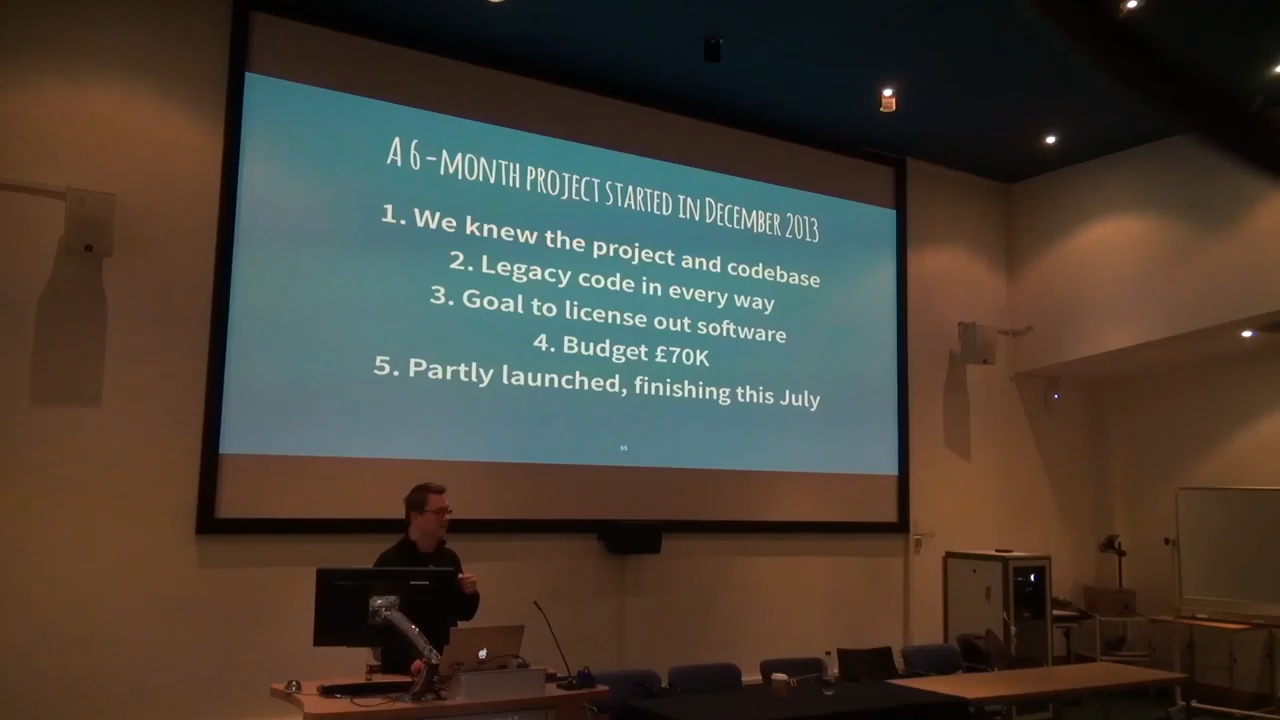 A 6-MONTH PROJECT STARTED IN DECEMBER 2013
1. We knew the project and codebase
2. Legacy code in every way
3. Goal to license out software
4. Budget £70K
5. Partly launched, finishing this July
55